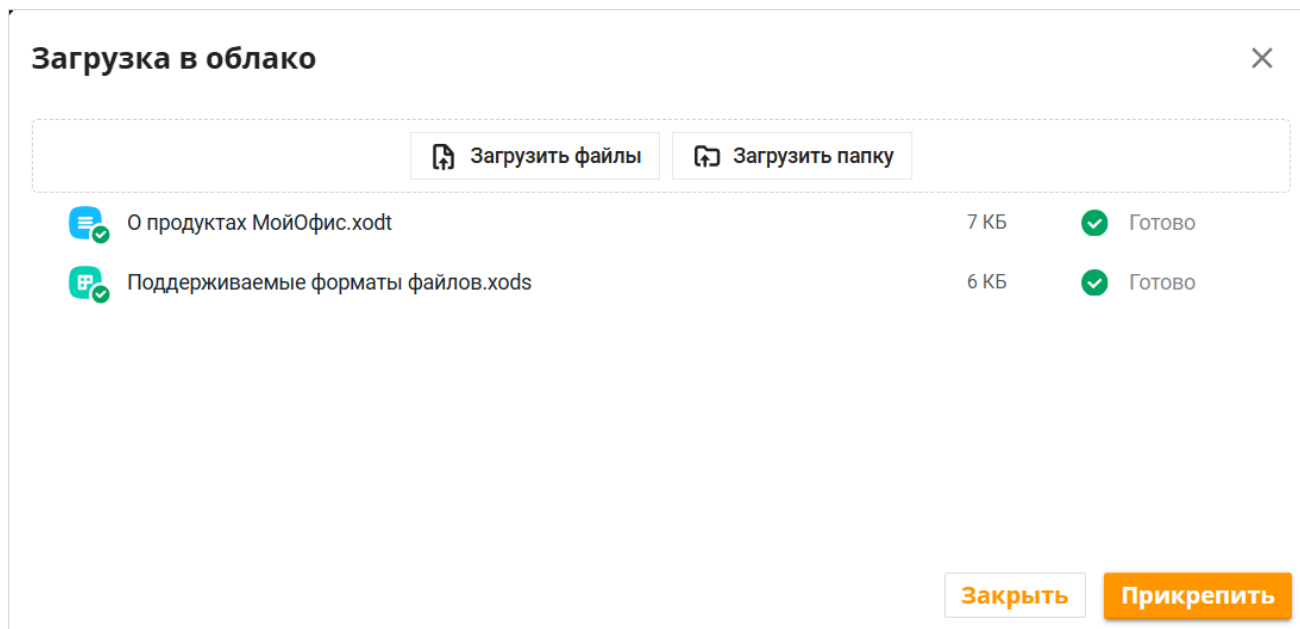 Загрузка в облако
Загрузить файлы Загрузить папку
О продуктах МойОфис.xodt 7 КБ Готово
Поддерживаемые форматы файлов.xods 6 КБ Готово
Закрыть Прикрепить